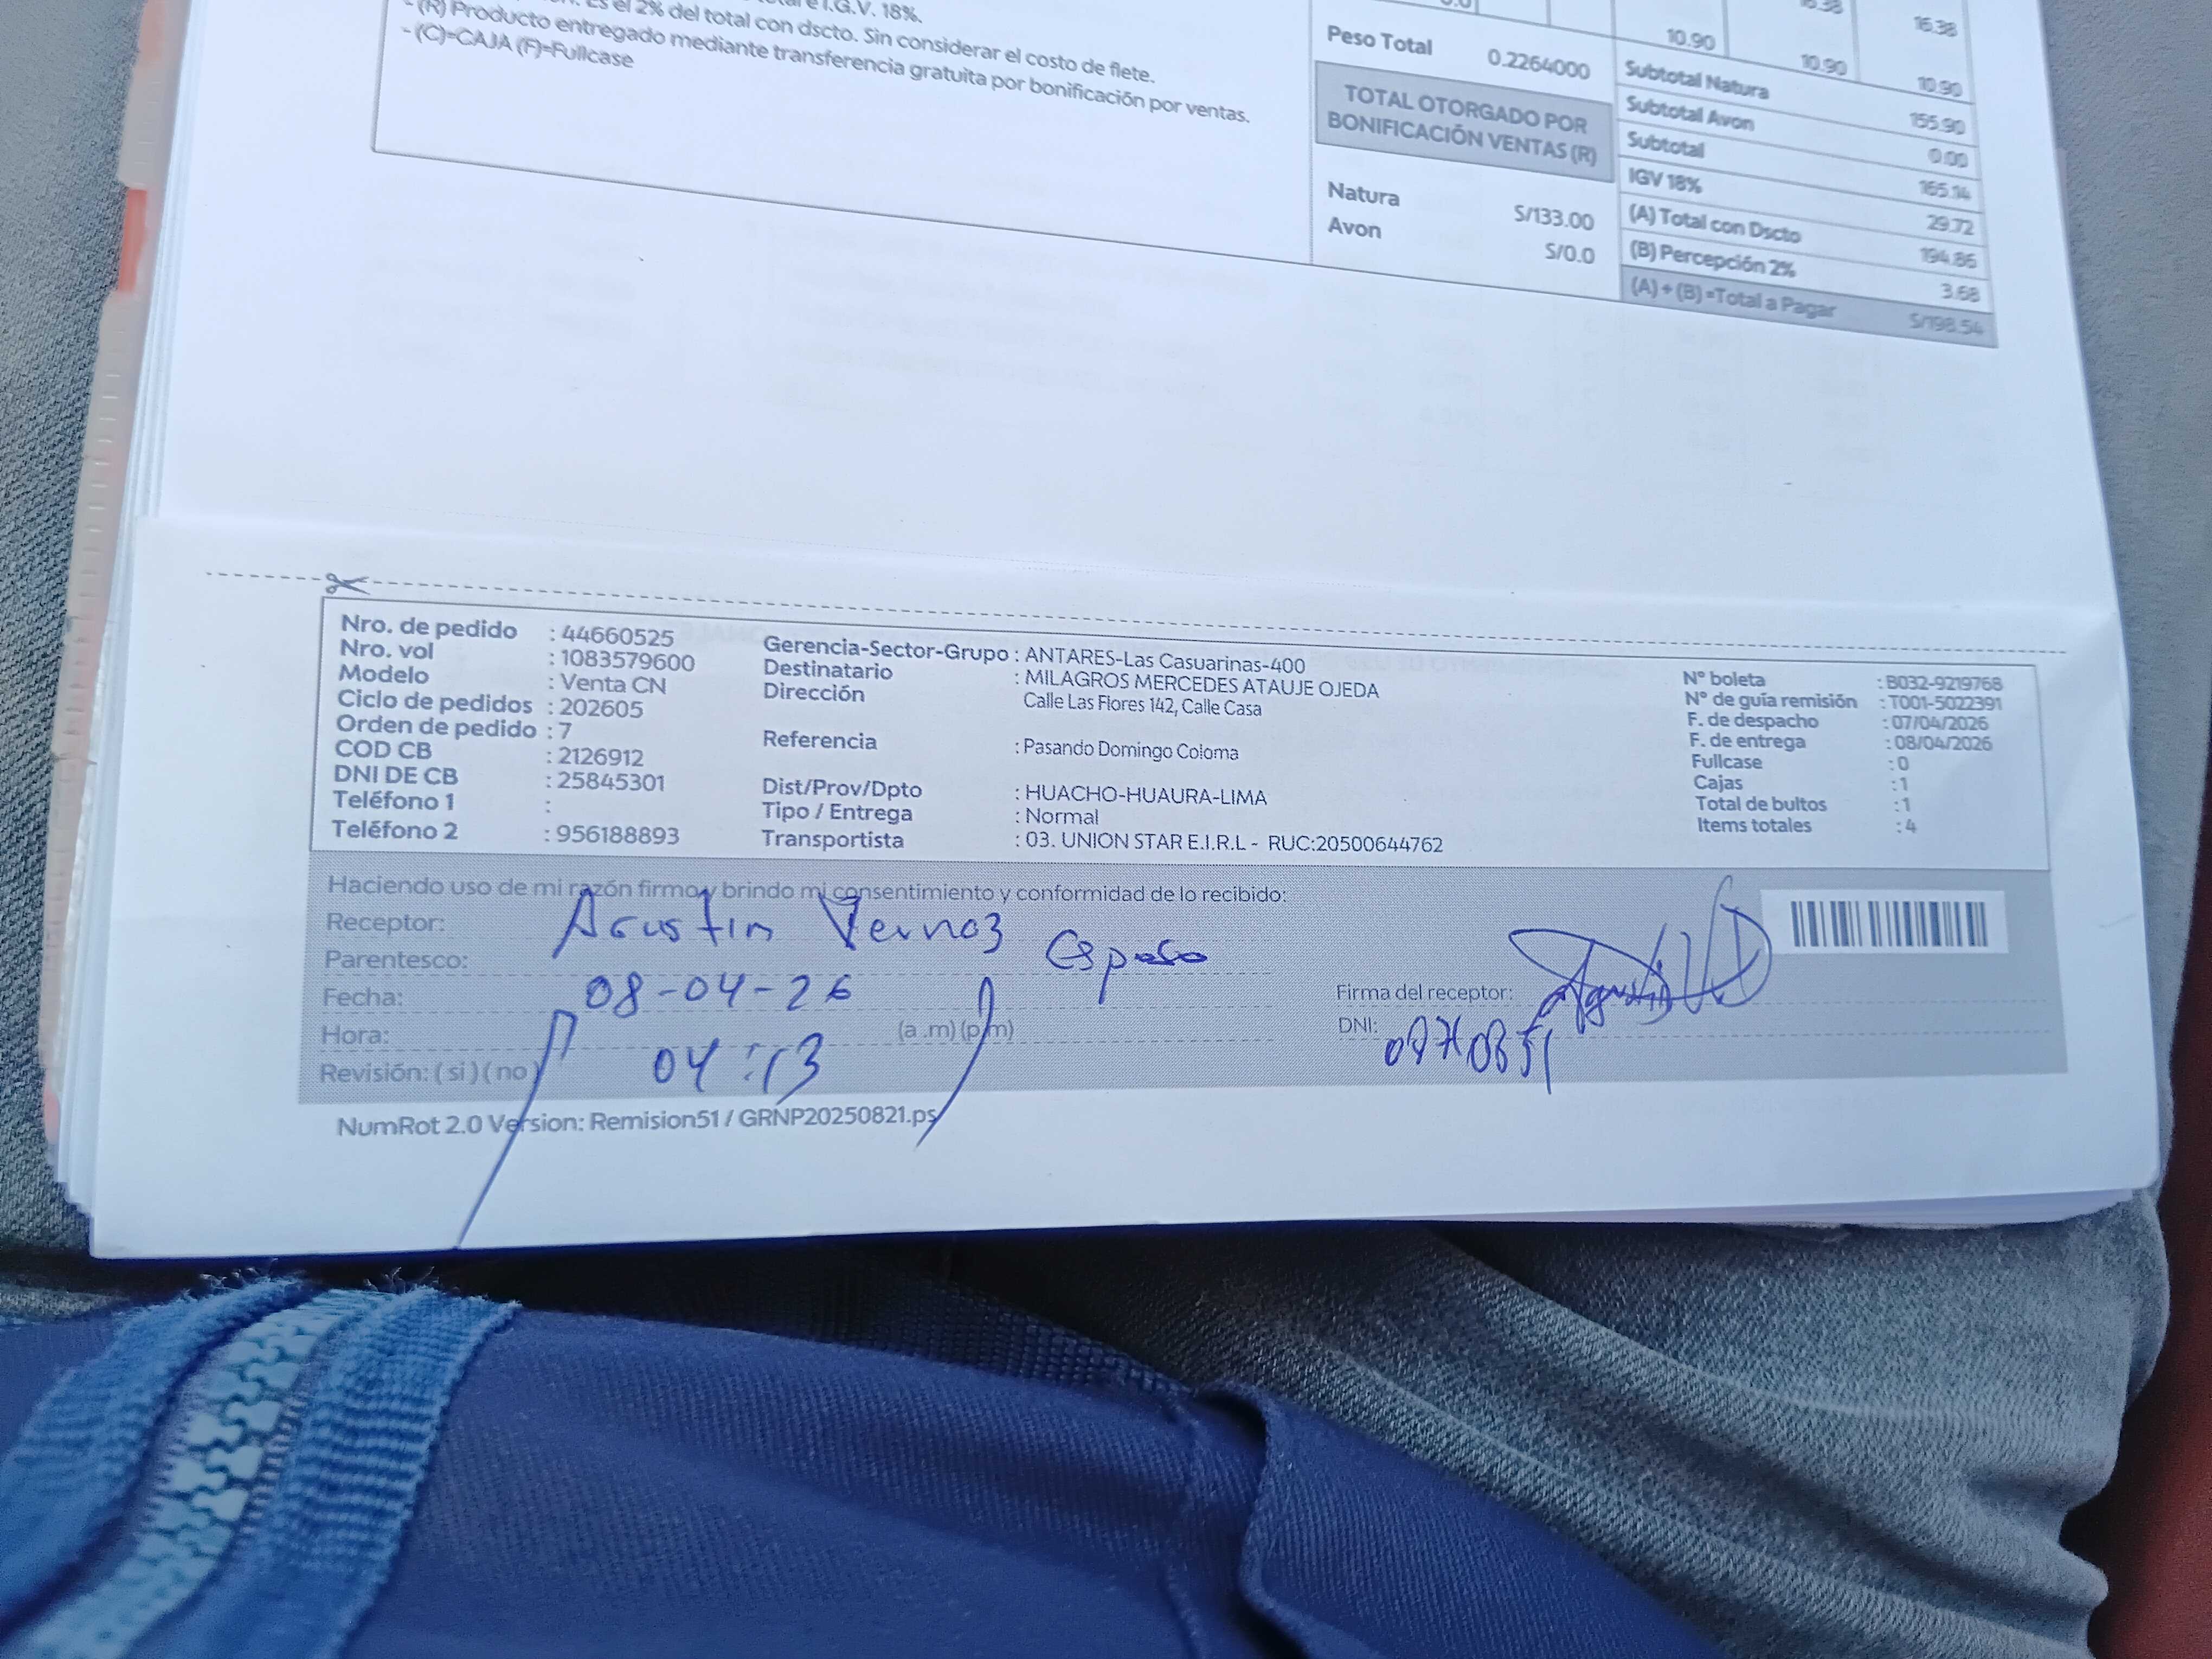 Es el 2% del total con dscto. Sin considerar el costo de flete.
I.G.V. 18%.
- (R) Producto entregado mediante transferencia gratuita por bonificación por ventas.
- (C)=CAJA (F)=Fullcase
16.38
10.90 10.90 10.90
Peso Total 0.2264000
TOTAL OTORGADO POR
BONIFICACIÓN VENTAS (R)
Natura S/133.00
Avon S/0.0
Subtotal Natura 155.90
Subtotal Avon 0.00
Subtotal 165.14
IGV 18% 29.72
(A) Total con Dscto 194.86
(B) Percepción 2% 3.68
(A) + (B) =Total a Pagar S/198.54
Nro. de pedido : 44660525
Nro. vol : 1083579600
Modelo : Venta CN
Ciclo de pedidos : 202605
Orden de pedido : 7
COD CB : 2126912
DNI DE CB : 25845301
Teléfono 1 :
Teléfono 2 : 956188893
Gerencia-Sector-Grupo : ANTARES-Las Casuarinas-400
Destinatario : MILAGROS MERCEDES ATAUJE OJEDA
Dirección Calle Las Flores 142, Calle Casa
Referencia : Pasando Domingo Coloma
Dist/Prov/Dpto : HUACHO-HUAURA-LIMA
Tipo / Entrega : Normal
Transportista : 03. UNION STAR E.I.R.L - RUC:20500644762
N° boleta : B032-9219768
N° de guía remisión : T001-5022391
F. de despacho : 07/04/2026
F. de entrega : 08/04/2026
Fullcase : 0
Cajas : 1
Total de bultos : 1
Items totales : 4
Haciendo uso de mi razón firmo y brindo mi consentimiento y conformidad de lo recibido:
Receptor: Agustin
Parentesco: Esposo
Fecha: 08-04-26
Hora: 04:13 (a .m) (p.m)
Revisión: ( si ) ( no )
Firma del receptor:
DNI:
NumRot 2.0 Version: Remision51 / GRNP20250821.ps